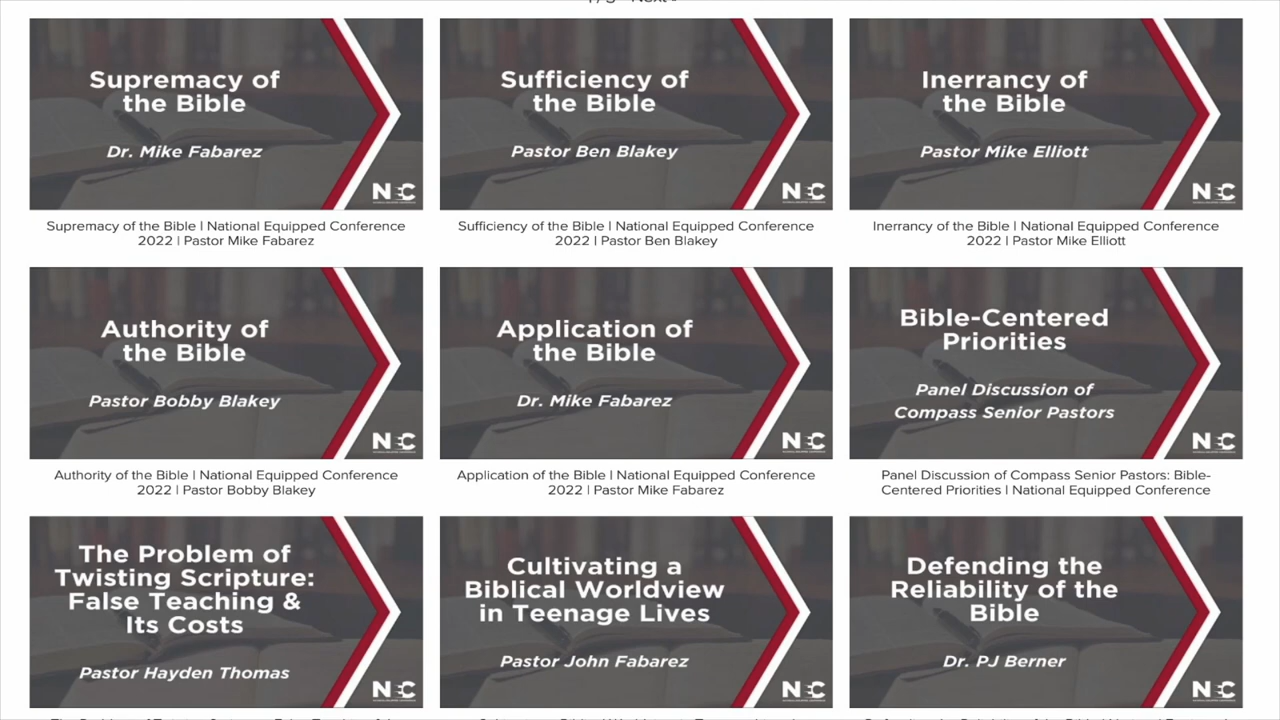 Supremacy of
the Bible
Dr. Mike Fabarez
NEC
Supremacy of the Bible | National Equipped Conference
2022 | Pastor Mike Fabarez
Sufficiency of
the Bible
Pastor Ben Blakey
NEC
Sufficiency of the Bible | National Equipped Conference
2022 | Pastor Ben Blakey
Inerrancy of
the Bible
Pastor Mike Elliott
NEC
Inerrancy of the Bible | National Equipped Conference
2022 | Pastor Mike Elliott
Authority of
the Bible
Pastor Bobby Blakey
NEC
Authority of the Bible | National Equipped Conference
2022 | Pastor Bobby Blakey
Application of
the Bible
Dr. Mike Fabarez
NEC
Application of the Bible | National Equipped Conference
2022 | Pastor Mike Fabarez
Bible-Centered
Priorities
Panel Discussion of
Compass Senior Pastors
NEC
Panel Discussion of Compass Senior Pastors: Bible-
Centered Priorities | National Equipped Conference
The Problem of
Twisting Scripture:
False Teaching &
Its Costs
Pastor Hayden Thomas
NEC
Cultivating a
Biblical Worldview
in Teenage Lives
Pastor John Fabarez
NEC
Defending the
Reliability of the
Bible
Dr. PJ Berner
NEC